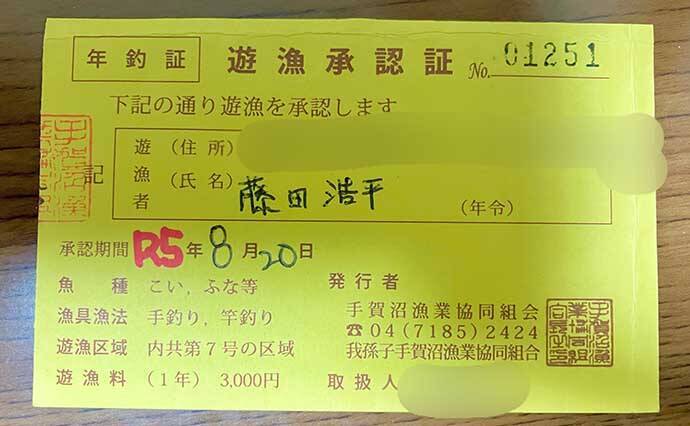 年釣証 遊漁承認証 No. 01251
下記の通り遊漁を承認します
記
遊漁者
(住所)
(氏名) 藤田浩平 (年令)
承認期間 R5年8月20日
魚種 こい,ふな等
漁具漁法 手釣り,竿釣り
遊漁区域 内共第7号の区域
遊漁料 (1年) 3,000円
発行者
手賀沼漁業協同組会
☎04(7185)2424
我孫子手賀沼漁業協同組合
取扱人